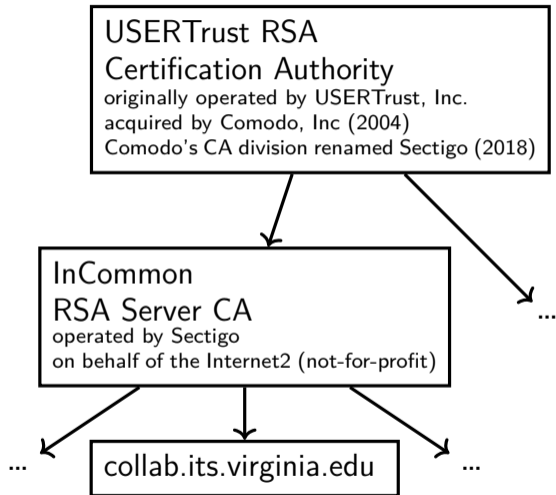 USERTrust RSA
Certification Authority
originally operated by USERTrust, Inc.
acquired by Comodo, Inc (2004)
Comodo's CA division renamed Sectigo (2018)
InCommon
RSA Server CA
operated by Sectigo
on behalf of the Internet2 (not-for-profit)
...
...
collab.its.virginia.edu
...